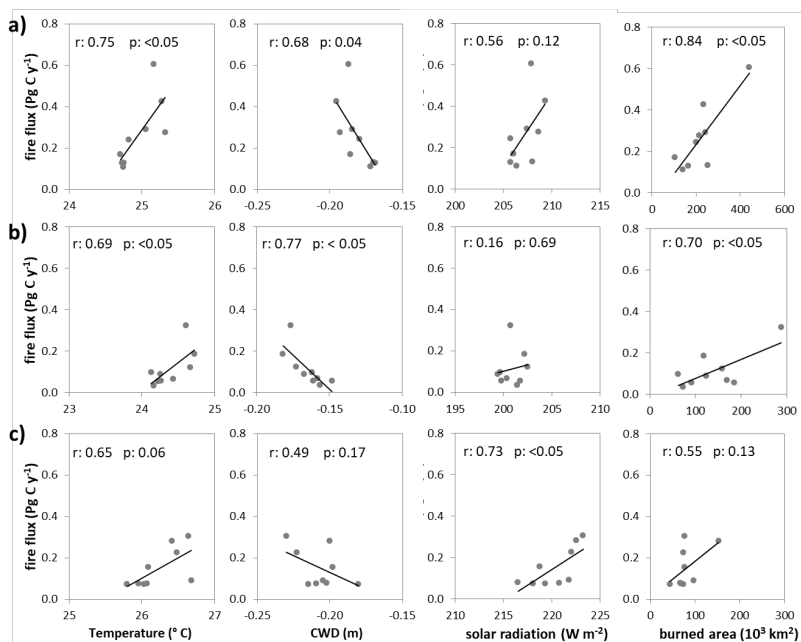 a)
fire flux (Pg C y-1)
r: 0.75 p: <0.05
r: 0.68 p: 0.04
r: 0.56 p: 0.12
r: 0.84 p: <0.05
0.8
0.6
0.4
0.2
0.0
24 25 26
-0.25 -0.20 -0.15
200 205 210 215
0 200 400 600
b)
fire flux (Pg C y-1)
r: 0.69 p: <0.05
r: 0.77 p: < 0.05
r: 0.16 p: 0.69
r: 0.70 p: <0.05
0.8
0.6
0.4
0.2
0.0
23 24 25
-0.20 -0.15 -0.10
195 200 205 210
0 100 200 300
c)
fire flux (Pg C y-1)
r: 0.65 p: 0.06
r: 0.49 p: 0.17
r: 0.73 p: <0.05
r: 0.55 p: 0.13
0.8
0.6
0.4
0.2
0.0
25 26 27
-0.25 -0.20 -0.15
210 215 220 225
0 100 200 300
Temperature (° C) CWD (m) solar radiation (W m-2) burned area (10³ km²)